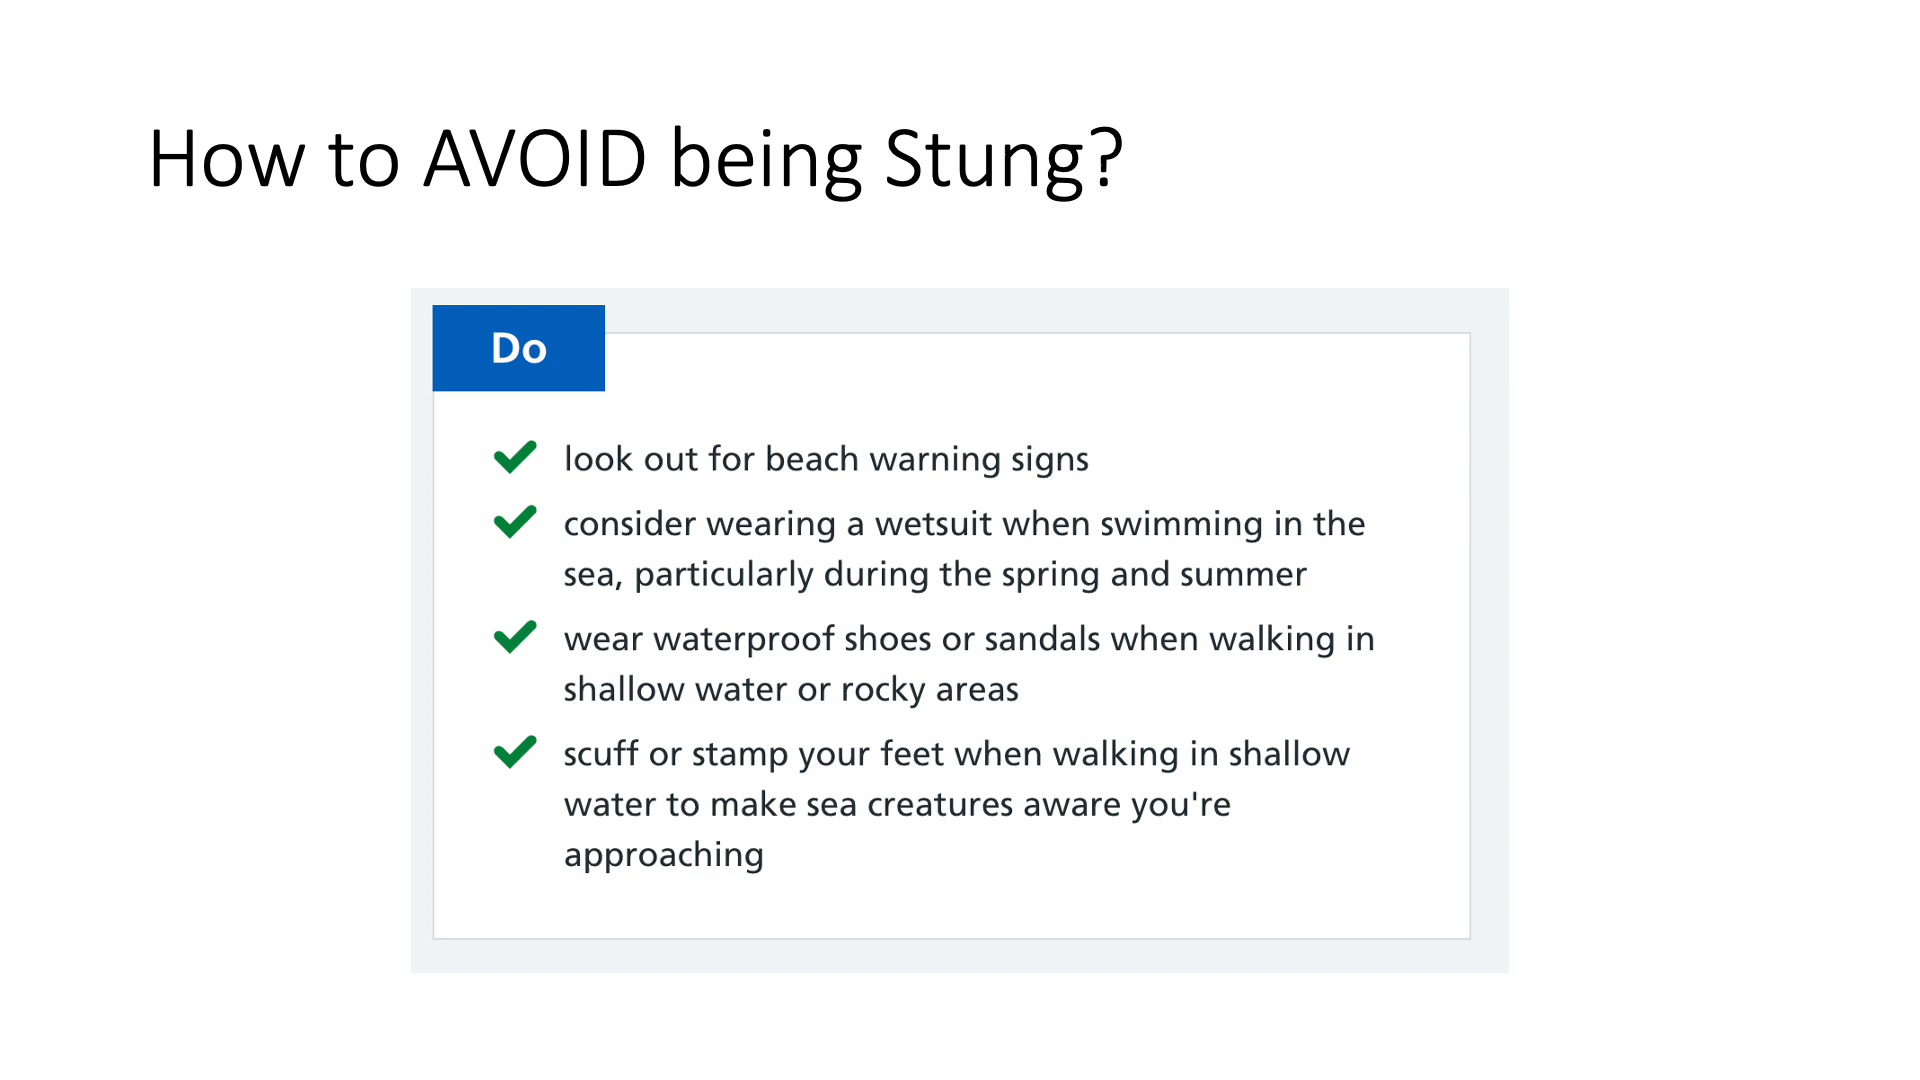 How to AVOID being Stung?
Do
look out for beach warning signs
consider wearing a wetsuit when swimming in the
sea, particularly during the spring and summer
wear waterproof shoes or sandals when walking in
shallow water or rocky areas
scuff or stamp your feet when walking in shallow
water to make sea creatures aware you're
approaching